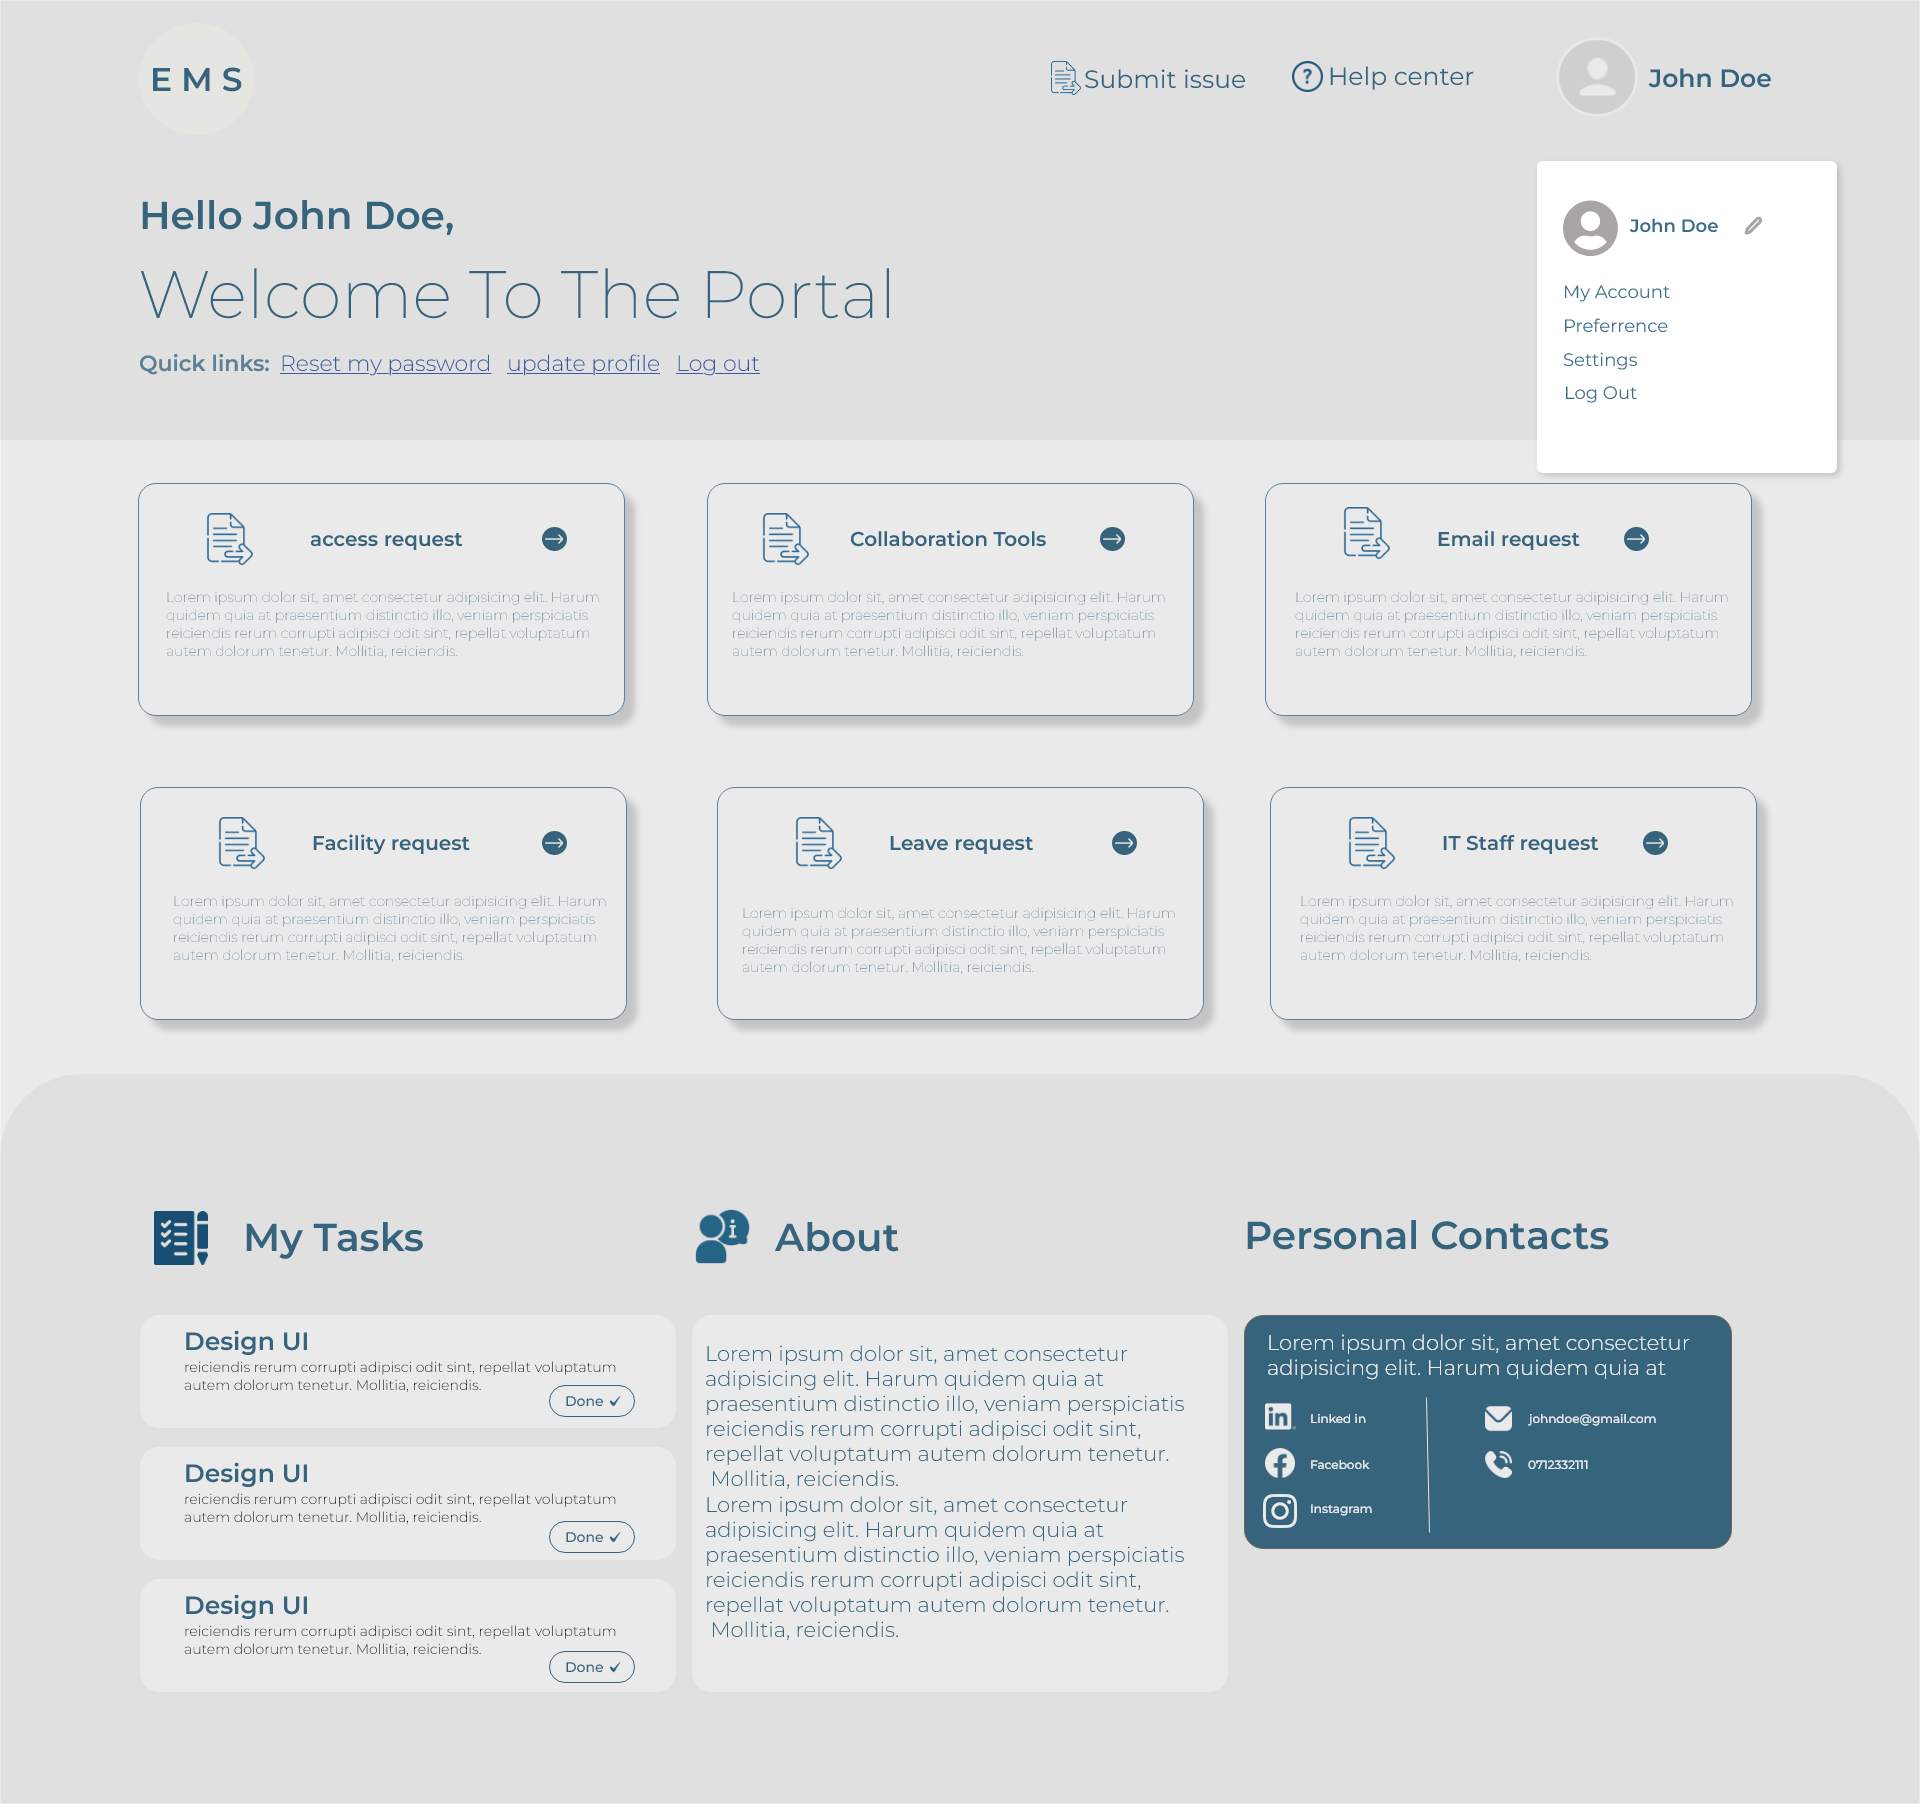 E M S
Submit issue
Help center
John Doe
Hello John Doe,
Welcome To The Portal
Quick links: Reset my password update profile Log out
John Doe
My Account
Preferrence
Settings
Log Out
access request
Lorem ipsum dolor sit, amet consectetur adipisicing elit. Harum
quidem quia at praesentium distinctio illo, veniam perspiciatis
reiciendis rerum corrupti adipisci odit sint, repellat voluptatum
autem dolorum tenetur. Mollitia, reiciendis.
Collaboration Tools
Lorem ipsum dolor sit, amet consectetur adipisicing elit. Harum
quidem quia at praesentium distinctio illo, veniam perspiciatis
reiciendis rerum corrupti adipisci odit sint, repellat voluptatum
autem dolorum tenetur. Mollitia, reiciendis.
Email request
Lorem ipsum dolor sit, amet consectetur adipisicing elit. Harum
quidem quia at praesentium distinctio illo, veniam perspiciatis
reiciendis rerum corrupti adipisci odit sint, repellat voluptatum
autem dolorum tenetur. Mollitia, reiciendis.
Facility request
Lorem ipsum dolor sit, amet consectetur adipisicing elit. Harum
quidem quia at praesentium distinctio illo, veniam perspiciatis
reiciendis rerum corrupti adipisci odit sint, repellat voluptatum
autem dolorum tenetur. Mollitia, reiciendis.
Leave request
Lorem ipsum dolor sit, amet consectetur adipisicing elit. Harum
quidem quia at praesentium distinctio illo, veniam perspiciatis
reiciendis rerum corrupti adipisci odit sint, repellat voluptatum
autem dolorum tenetur. Mollitia, reiciendis.
IT Staff request
Lorem ipsum dolor sit, amet consectetur adipisicing elit. Harum
quidem quia at praesentium distinctio illo, veniam perspiciatis
reiciendis rerum corrupti adipisci odit sint, repellat voluptatum
autem dolorum tenetur. Mollitia, reiciendis.
My Tasks
Design UI
reiciendis rerum corrupti adipisci odit sint, repellat voluptatum
autem dolorum tenetur. Mollitia, reiciendis.
Done
Design UI
reiciendis rerum corrupti adipisci odit sint, repellat voluptatum
autem dolorum tenetur. Mollitia, reiciendis.
Done
Design UI
reiciendis rerum corrupti adipisci odit sint, repellat voluptatum
autem dolorum tenetur. Mollitia, reiciendis.
Done
About
Lorem ipsum dolor sit, amet consectetur
adipisicing elit. Harum quidem quia at
praesentium distinctio illo, veniam perspiciatis
reiciendis rerum corrupti adipisci odit sint,
repellat voluptatum autem dolorum tenetur.
Mollitia, reiciendis.
Lorem ipsum dolor sit, amet consectetur
adipisicing elit. Harum quidem quia at
praesentium distinctio illo, veniam perspiciatis
reiciendis rerum corrupti adipisci odit sint,
repellat voluptatum autem dolorum tenetur.
Mollitia, reiciendis.
Personal Contacts
Lorem ipsum dolor sit, amet consectetur
adipisicing elit. Harum quidem quia at
in Linked in
Facebook
Instagram
johndoe@gmail.com
0712332111